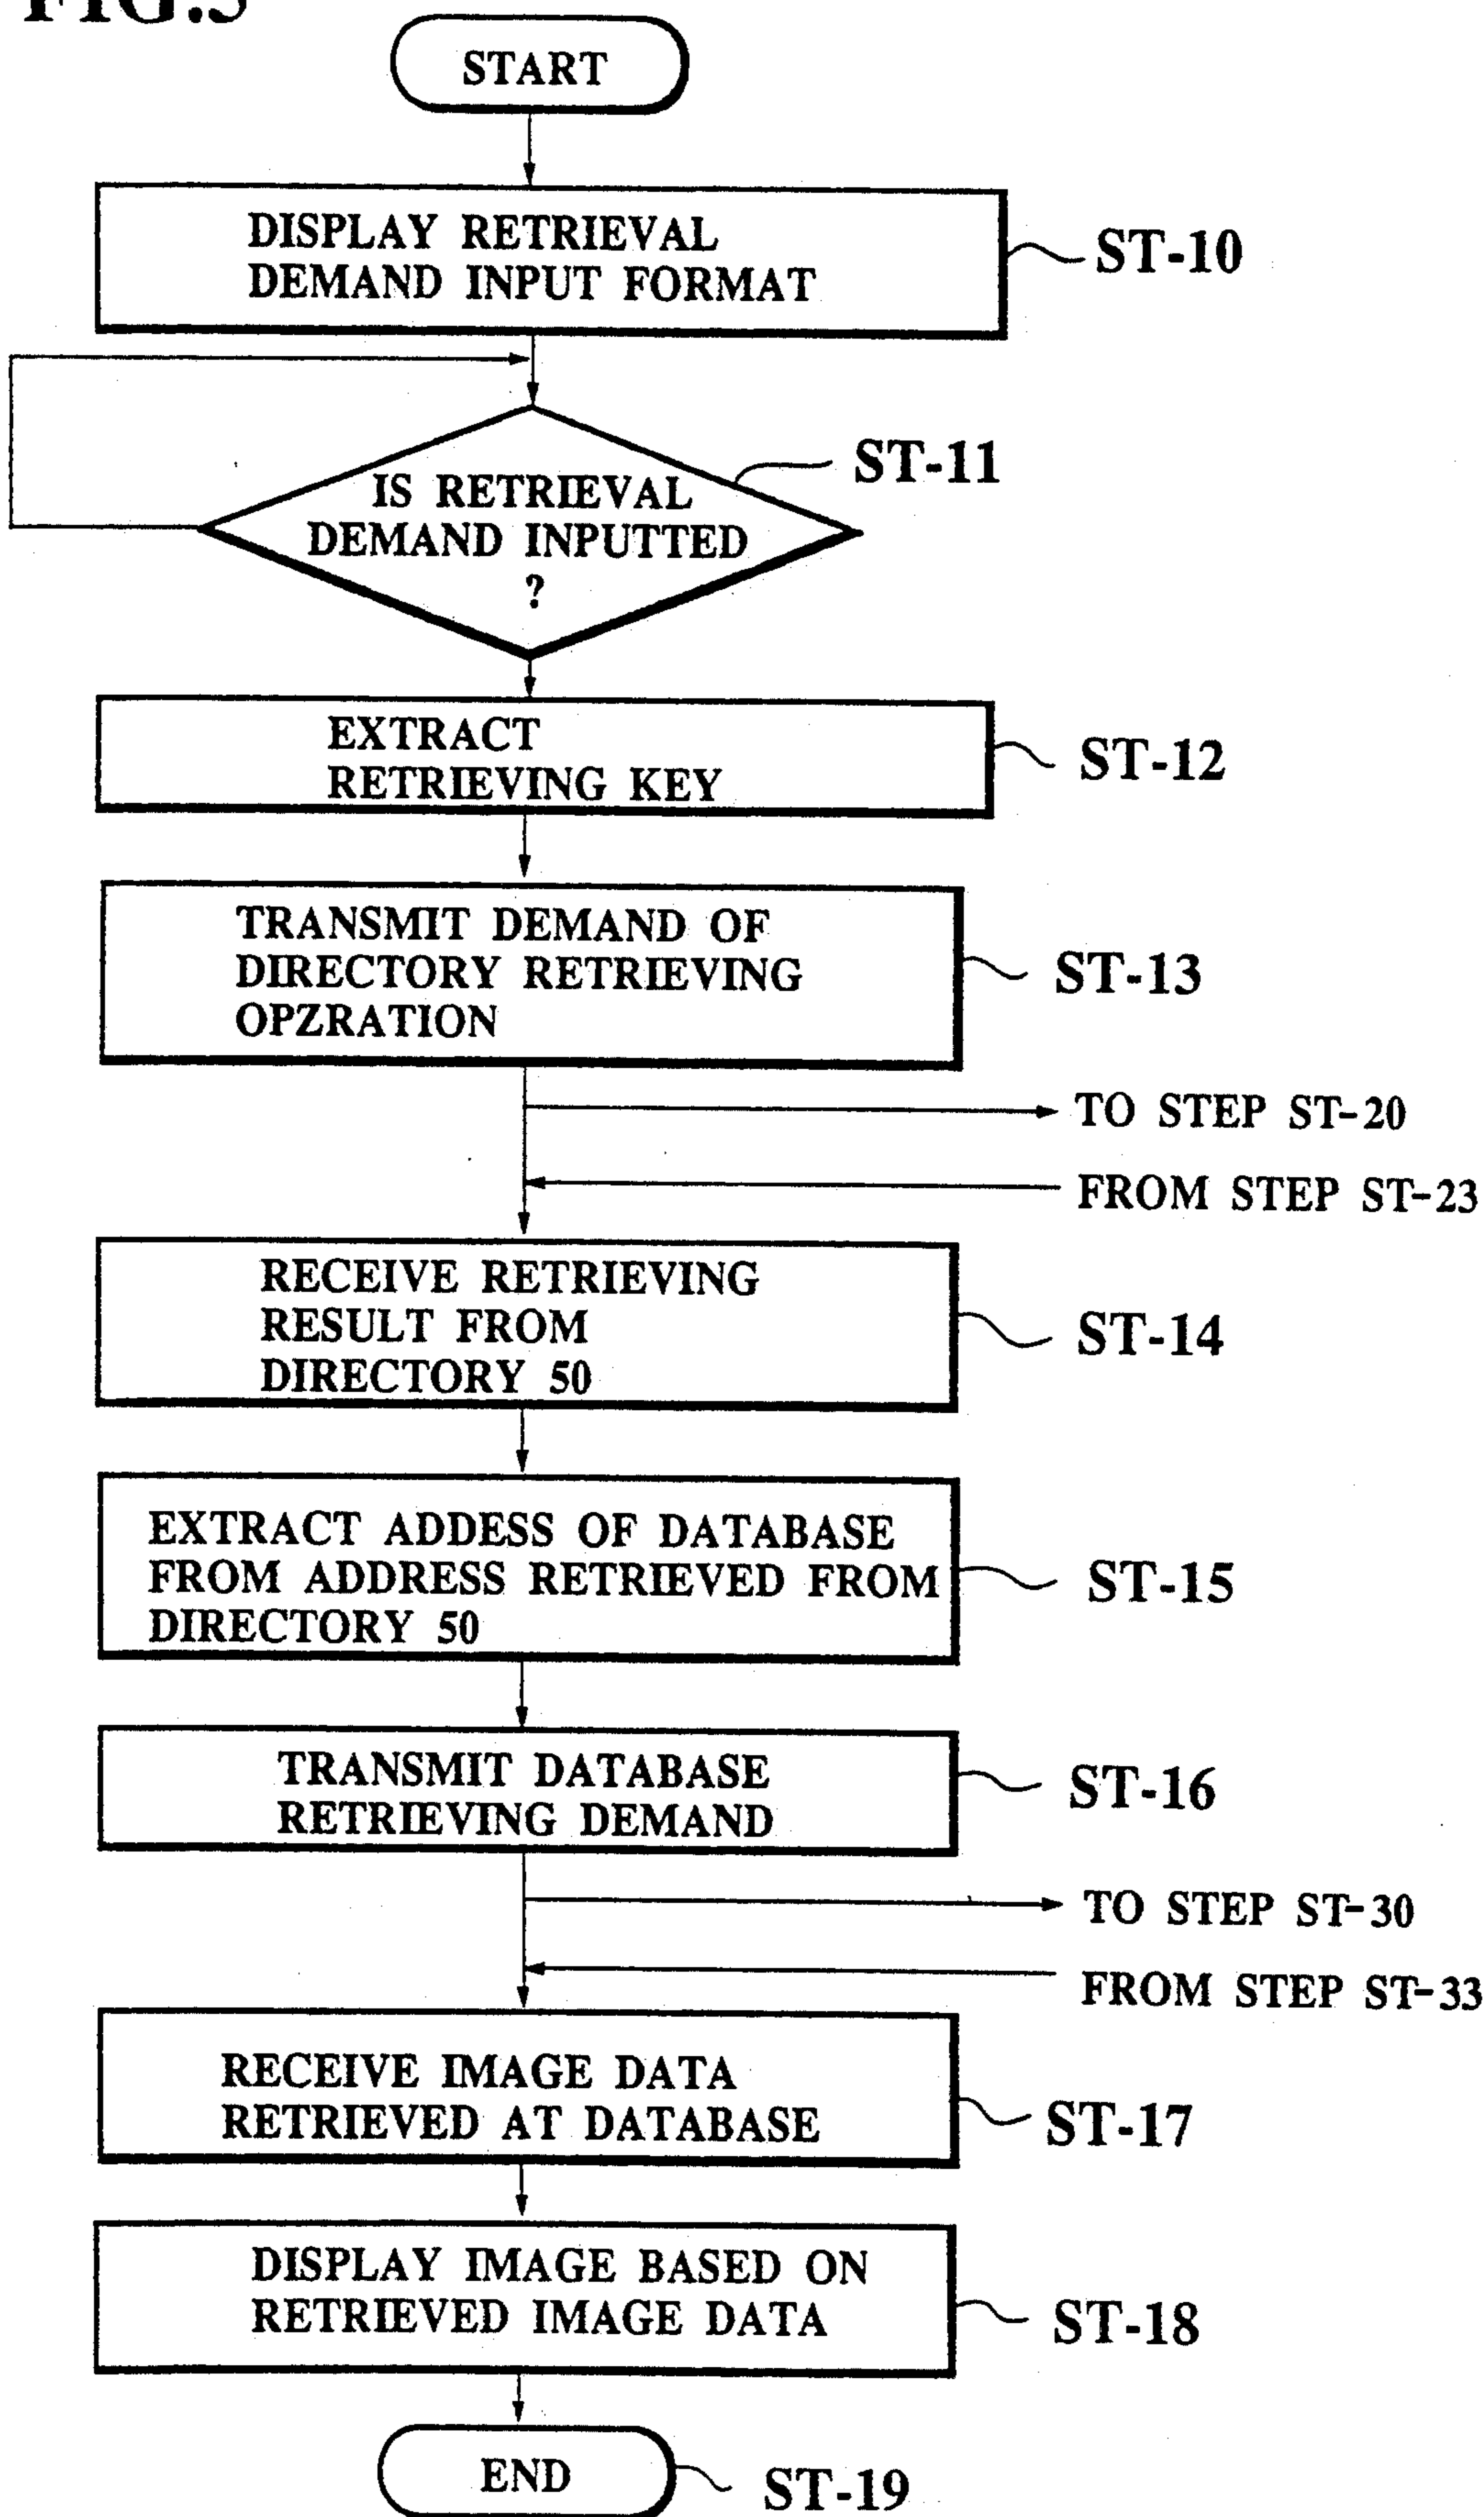 FIG.5
START
DISPLAY RETRIEVAL
DEMAND INPUT FORMAT
ST-10
IS RETRIEVAL
DEMAND INPUTTED
?
ST-11
EXTRACT
RETRIEVING KEY
ST-12
TRANSMIT DEMAND OF
DIRECTORY RETRIEVING
OPZRATION
ST-13
TO STEP ST-20
FROM STEP ST-23
RECEIVE RETRIEVING
RESULT FROM
DIRECTORY 50
ST-14
EXTRACT ADDESS OF DATABASE
FROM ADDRESS RETRIEVED FROM
DIRECTORY 50
ST-15
TRANSMIT DATABASE
RETRIEVING DEMAND
ST-16
TO STEP ST-30
FROM STEP ST-33
RECEIVE IMAGE DATA
RETRIEVED AT DATABASE
ST-17
DISPLAY IMAGE BASED ON
RETRIEVED IMAGE DATA
ST-18
END
ST-19